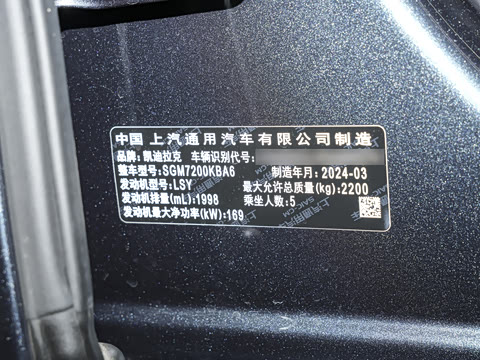 中国 上汽通用汽车有限公司制造
品牌: 凯迪拉克 车辆识别代号:
整车型号:SGM7200KBA6 制造年月: 2024-03
发动机型号: LSY 最大允许总质量(kg):2200
发动机排量(mL):1998 乘坐人数: 5
发动机最大净功率(kW):169